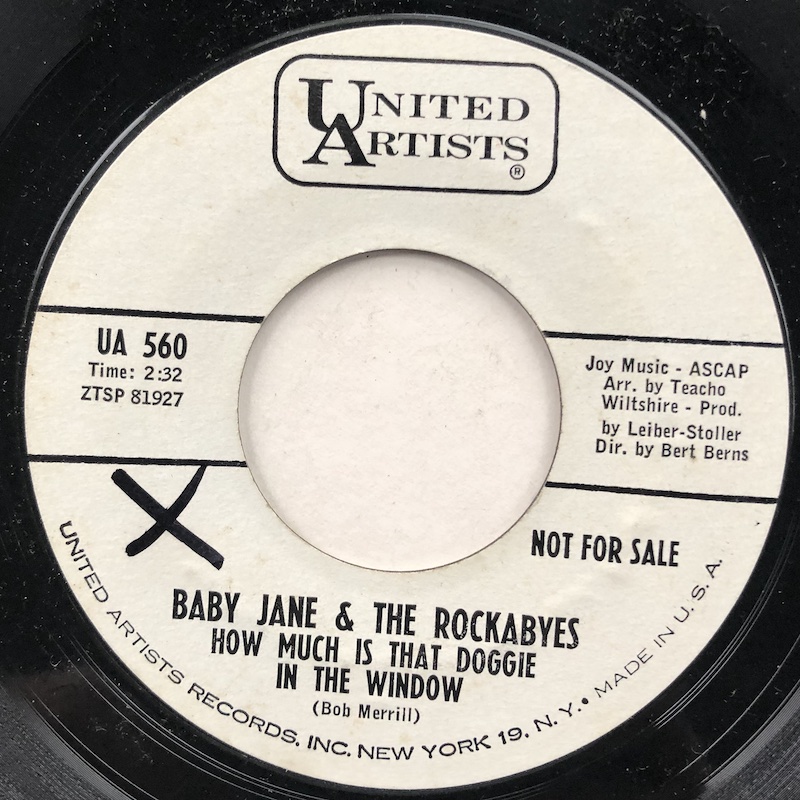 UNITED
ARTISTS
®
UA 560
Time: 2:32
ZTSP 81927
Joy Music - ASCAP
Arr. by Teacho
Wiltshire - Prod.
by Leiber-Stoller
Dir. by Bert Berns
X
NOT FOR SALE
BABY JANE & THE ROCKABYES
HOW MUCH IS THAT DOGGIE
IN THE WINDOW
(Bob Merrill)
UNITED ARTISTS RECORDS, INC. NEW YORK 19, N. Y. • MADE IN U. S. A.